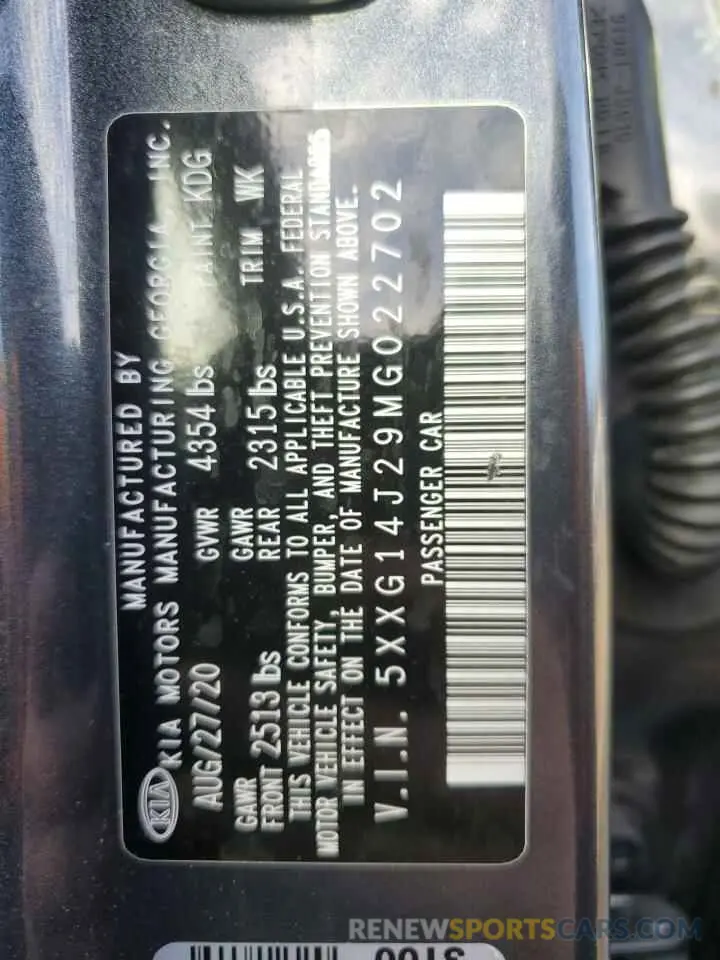 MANUFACTURED BY
KIA KIA MOTORS MANUFACTURING GEORGIA INC.
AUG/27/20 GVWR 4354 lbs PAINT KDG
GAWR FRONT 2513 lbs GAWR REAR 2315 lbs TRIM WK
THIS VEHICLE CONFORMS TO ALL APPLICABLE U.S.A. FEDERAL
MOTOR VEHICLE SAFETY, BUMPER, AND THEFT PREVENTION STANDARDS
IN EFFECT ON THE DATE OF MANUFACTURE SHOWN ABOVE.
V.I.N. 5XXG14J29MG022702
PASSENGER CAR
RENEWSPORTSCARS.COM